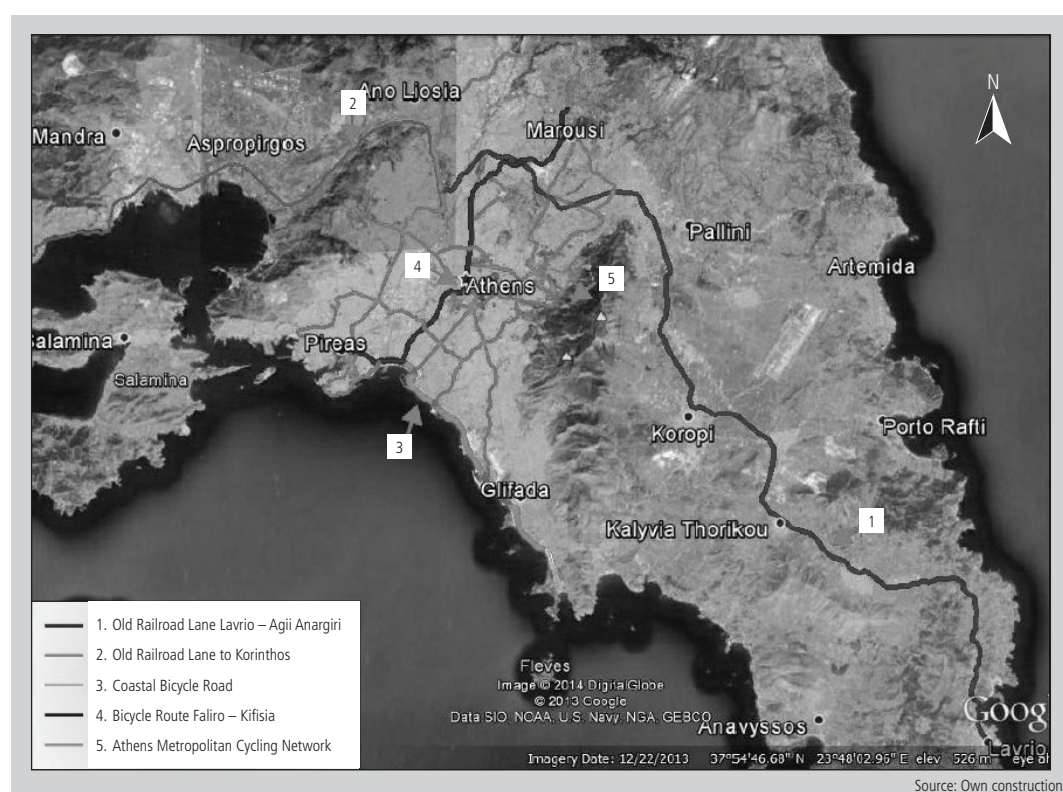 N
2
Ano Liosia
Mandra
Aspropirgos
Marousi
Pallini
4
Athens
5
Artemida
Salamina
Pireas
Salamina
3
Koropi
Porto Rafti
Glifada
Kalyvia Thorikou
1
1. Old Railroad Lane Lavrio – Agii Anargiri
2. Old Railroad Lane to Korinthos
3. Coastal Bicycle Road
4. Bicycle Route Faliro – Kifisia
5. Athens Metropolitan Cycling Network
Fleves
Image © 2014 DigitalGlobe
© 2013 Google
Data SIO, NOAA, U.S. Navy, NGA, GEBCO
Anavyssos
Goog
Lavrio
Imagery Date: 12/22/2013 37°54'46.68" N 23°48'02.96" E elev 526 m eye al
Source: Own construction